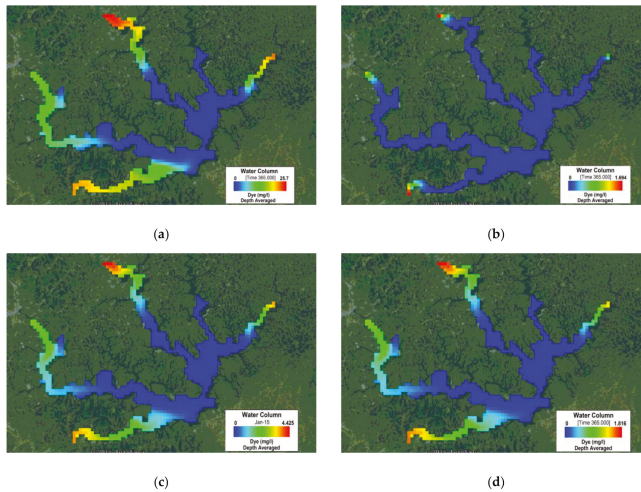 Water Column
0 [Time 365.000] 25.7
Dye (mg/l)
Depth Averaged
Water Column
0 [Time 365.000] 1.694
Dye (mg/l)
Depth Averaged
(a) (b)
Water Column
0 Jan-15 4.425
Dye (mg/l)
Depth Averaged
Water Column
0 [Time 365.000] 1.816
Dye (mg/l)
Depth Averaged
(c) (d)